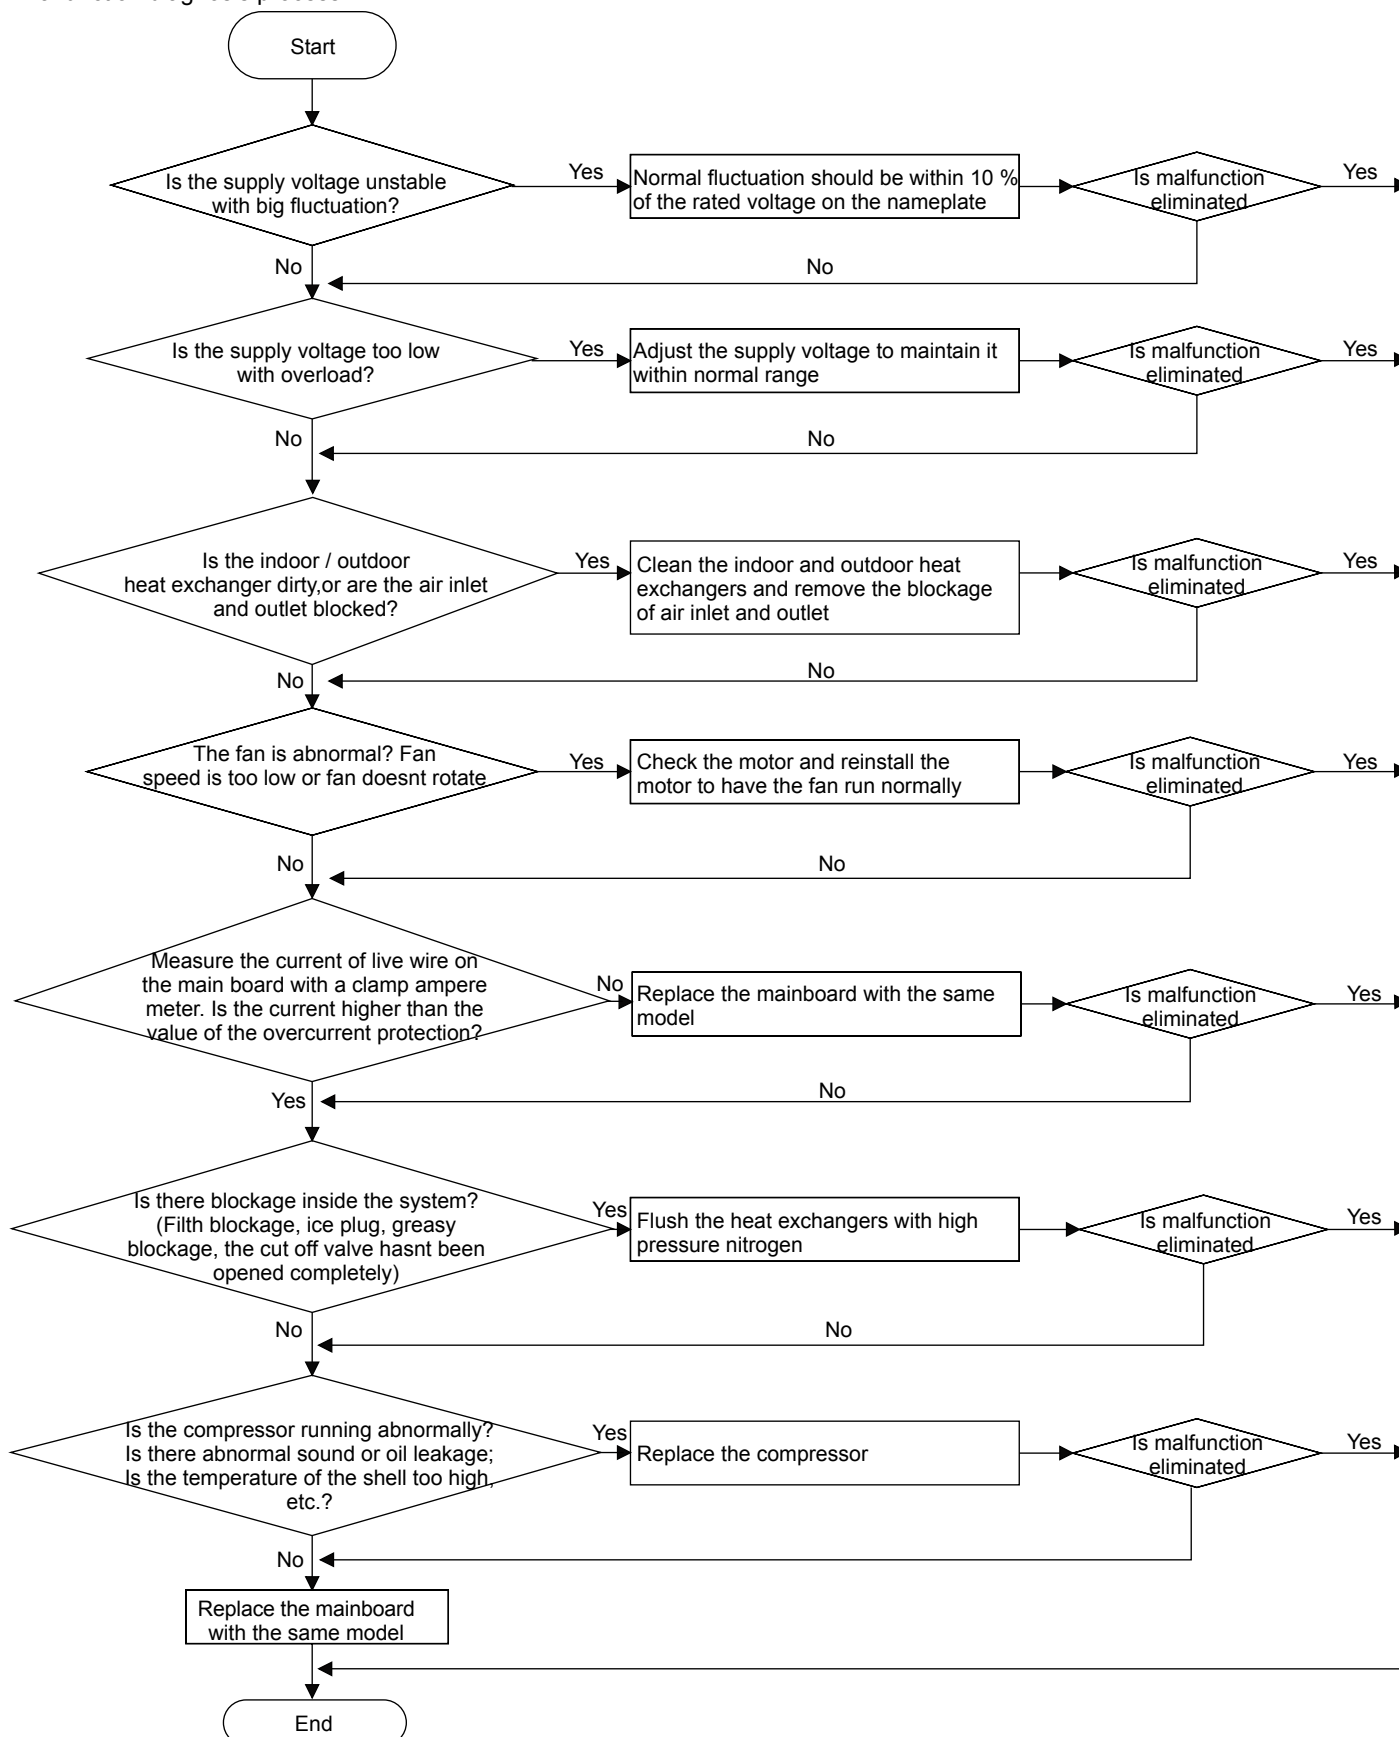 Start
Is the supply voltage unstable
with big fluctuation?
Yes
Normal fluctuation should be within 10 %
of the rated voltage on the nameplate
Is malfunction
eliminated
Yes
No
No
Is the supply voltage too low
with overload?
Yes
Adjust the supply voltage to maintain it
within normal range
Is malfunction
eliminated
Yes
No
No
Is the indoor / outdoor
heat exchanger dirty,or are the air inlet
and outlet blocked?
Yes
Clean the indoor and outdoor heat
exchangers and remove the blockage
of air inlet and outlet
Is malfunction
eliminated
Yes
No
No
The fan is abnormal? Fan
speed is too low or fan doesnt rotate
Yes
Check the motor and reinstall the
motor to have the fan run normally
Is malfunction
eliminated
Yes
No
No
Measure the current of live wire on
the main board with a clamp ampere
meter. Is the current higher than the
value of the overcurrent protection?
No
Replace the mainboard with the same
model
Is malfunction
eliminated
Yes
Yes
No
Is there blockage inside the system?
(Filth blockage, ice plug, greasy
blockage, the cut off valve hasnt been
opened completely)
Yes
Flush the heat exchangers with high
pressure nitrogen
Is malfunction
eliminated
Yes
No
No
Is the compressor running abnormally?
Is there abnormal sound or oil leakage;
Is the temperature of the shell too high,
etc.?
Yes
Replace the compressor
Is malfunction
eliminated
Yes
No
Replace the mainboard
with the same model
End